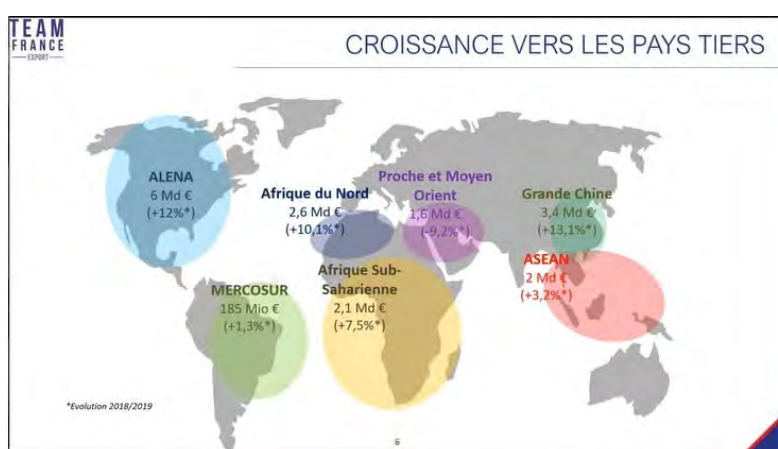 TEAM
FRANCE
EXPORT
CROISSANCE VERS LES PAYS TIERS
ALENA
6 Md €
(+12%*)
Afrique du Nord
2,6 Md €
(+10,1%*)
Proche et Moyen
Orient
1,6 Md €
(-9,2%*)
Grande Chine
3,4 Md €
(+13,1%*)
ASEAN
2 Md €
(+3,2%*)
MERCOSUR
185 Mio €
(+1,3%*)
Afrique Sub-
Saharienne
2,1 Md €
(+7,5%*)
*Evolution 2018/2019
6